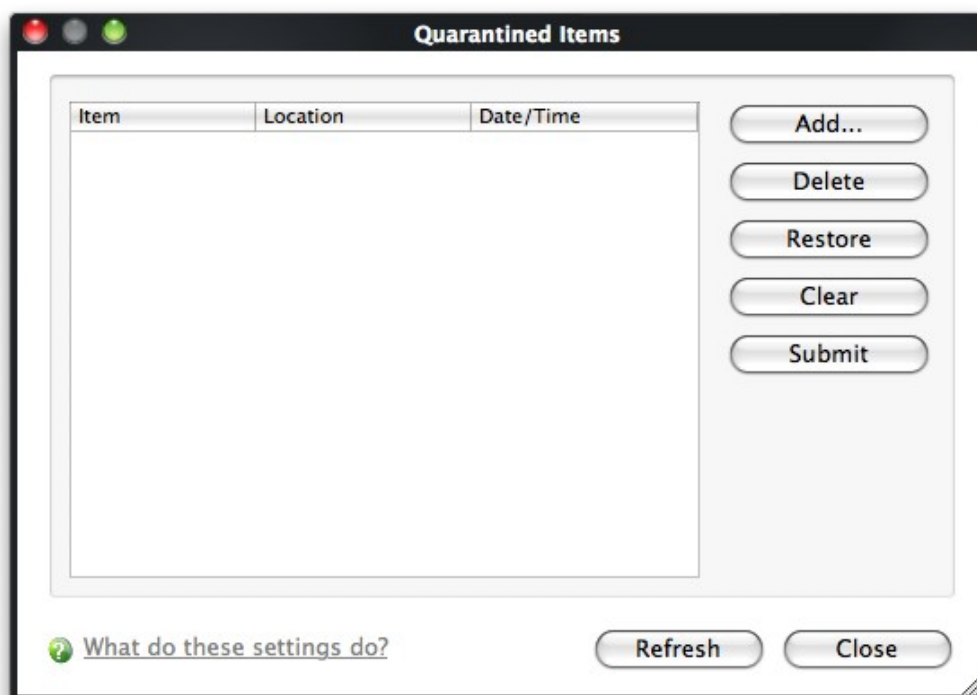 Quarantined Items
Item Location Date/Time
Add...
Delete
Restore
Clear
Submit
What do these settings do?
Refresh
Close